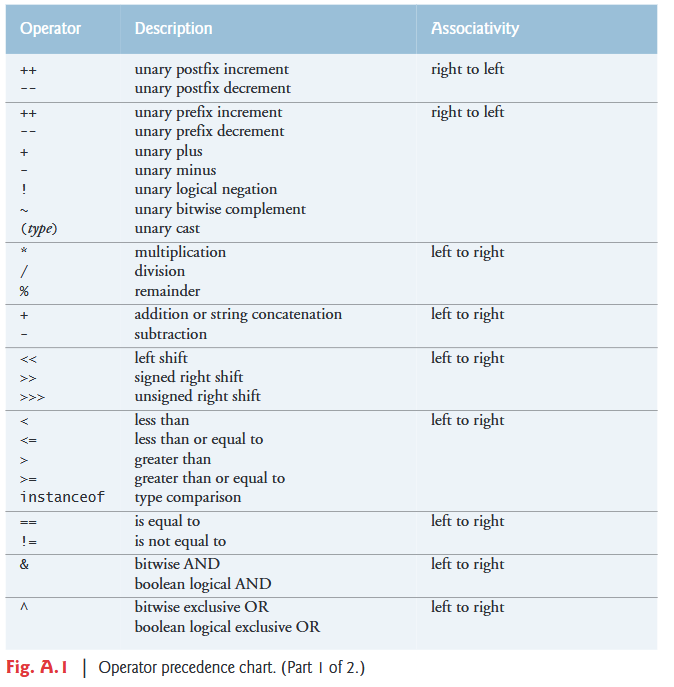 Operator Description Associativity
++ unary postfix increment right to left
-- unary postfix decrement
++ unary prefix increment right to left
-- unary prefix decrement
+ unary plus
- unary minus
! unary logical negation
~ unary bitwise complement
(type) unary cast
* multiplication left to right
/ division
% remainder
+ addition or string concatenation left to right
- subtraction
<< left shift left to right
>> signed right shift
>>> unsigned right shift
< less than left to right
<= less than or equal to
> greater than
>= greater than or equal to
instanceof type comparison
== is equal to left to right
!= is not equal to
& bitwise AND left to right
boolean logical AND
^ bitwise exclusive OR left to right
boolean logical exclusive OR
Fig. A.1 | Operator precedence chart. (Part 1 of 2.)